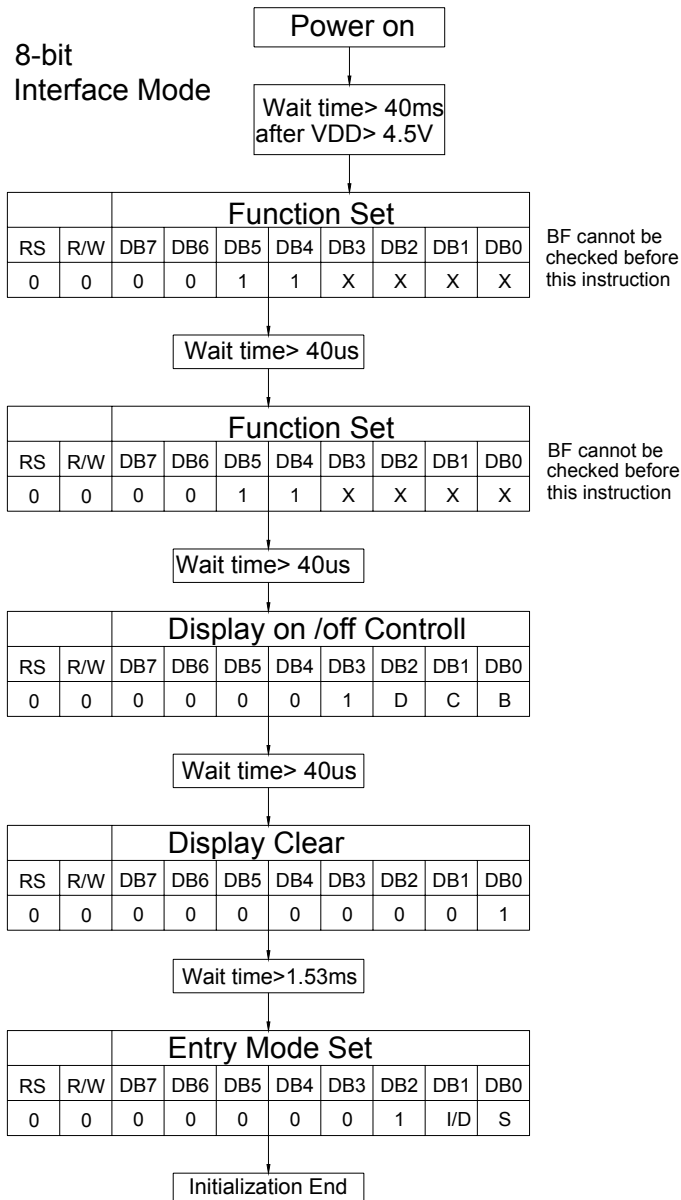 Power on
8-bit
Interface Mode
Wait time> 40ms
after VDD> 4.5V
Function Set
RS R/W DB7 DB6 DB5 DB4 DB3 DB2 DB1 DB0
0 0 0 0 1 1 X X X X
BF cannot be
checked before
this instruction
Wait time> 40us
Function Set
RS R/W DB7 DB6 DB5 DB4 DB3 DB2 DB1 DB0
0 0 0 0 1 1 X X X X
BF cannot be
checked before
this instruction
Wait time> 40us
Display on /off Controll
RS R/W DB7 DB6 DB5 DB4 DB3 DB2 DB1 DB0
0 0 0 0 0 0 1 D C B
Wait time> 40us
Display Clear
RS R/W DB7 DB6 DB5 DB4 DB3 DB2 DB1 DB0
0 0 0 0 0 0 0 0 0 1
Wait time>1.53ms
Entry Mode Set
RS R/W DB7 DB6 DB5 DB4 DB3 DB2 DB1 DB0
0 0 0 0 0 0 0 1 I/D S
Initialization End